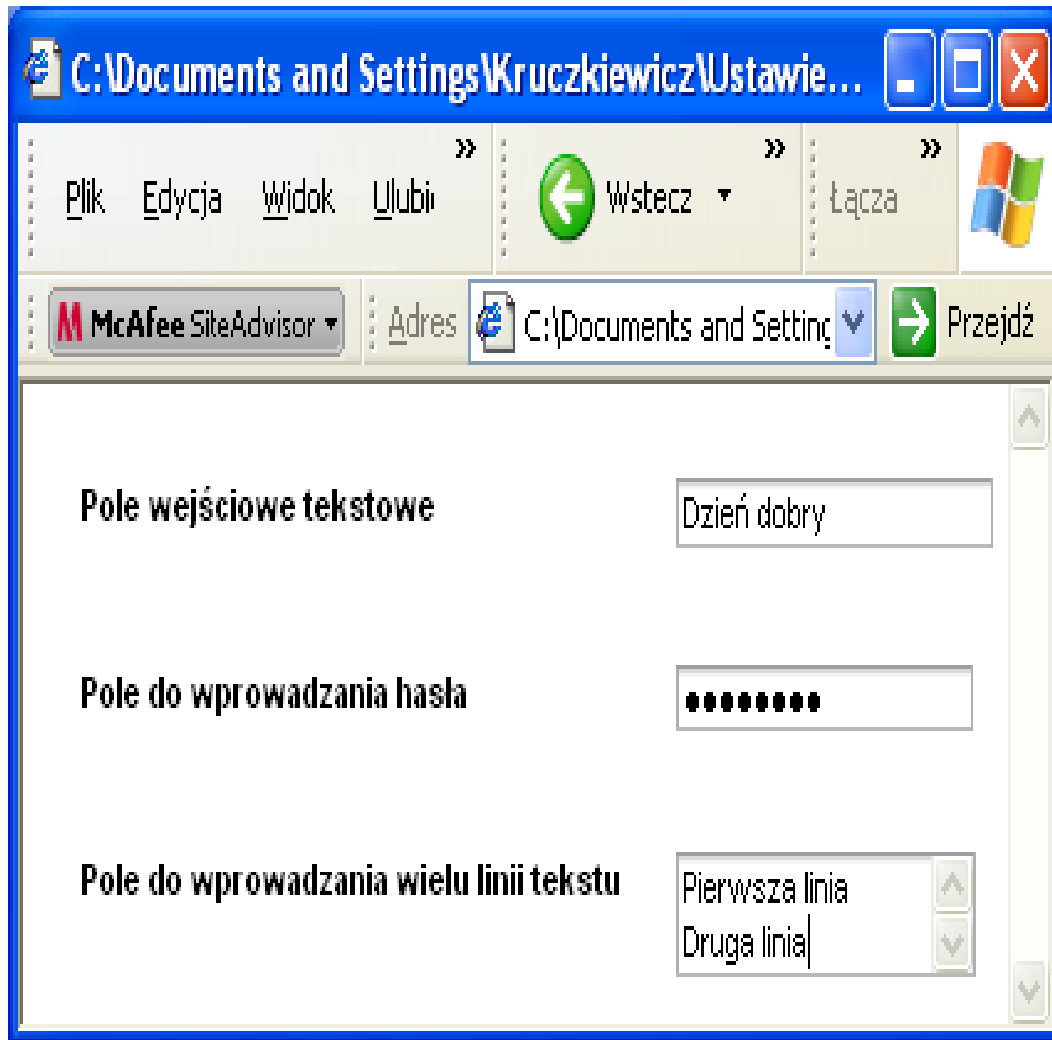 C:\Documents and Settings\Kruczkiewicz\Ustawie...
Plik Edycja Widok Ulubi » Wstecz » Łącza »
McAfee SiteAdvisor Adres C:\Documents and Setting Przejdź
Pole wejściowe tekstowe Dzień dobry
Pole do wprowadzania hasła ••••••••
Pole do wprowadzania wielu linii tekstu Pierwsza linia
Druga linia